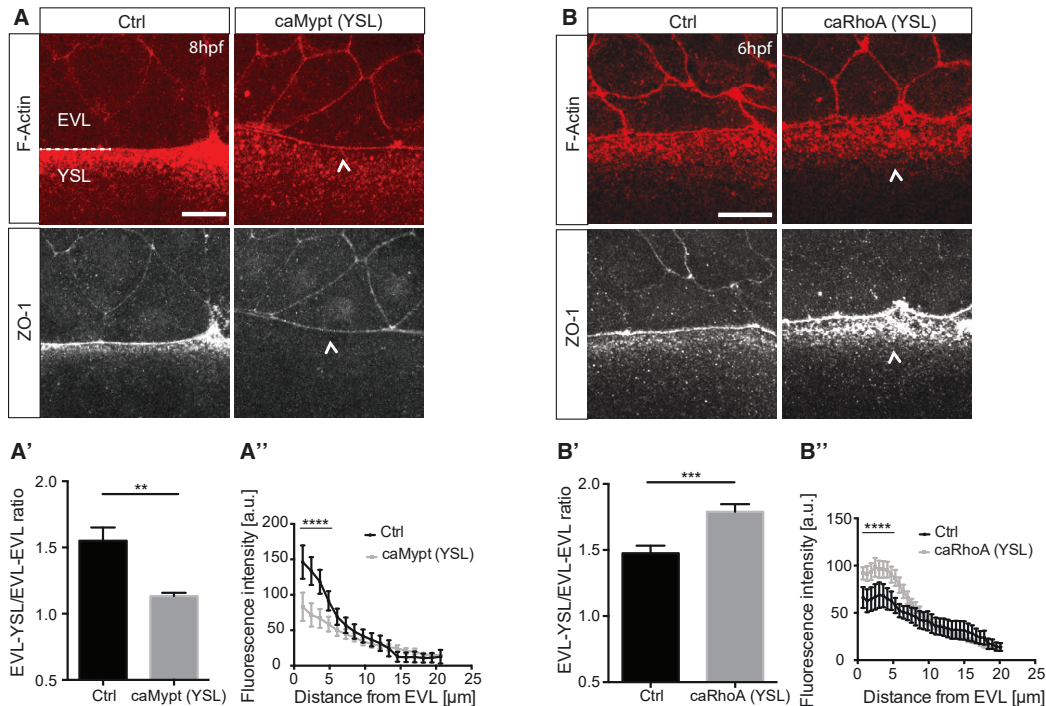 A
Ctrl
caMypt (YSL)
F-Actin
8hpf
EVL
YSL
ZO-1
B
Ctrl
caRhoA (YSL)
F-Actin
6hpf
ZO-1
A'
EVL-YSL/EVL-EVL ratio
2.0
1.5
1.0
0.5
**
Ctrl
caMypt (YSL)
A''
Fluorescence intensity [a.u.]
200
150
100
50
0
****
Ctrl
caMypt (YSL)
0 5 10 15 20 25
Distance from EVL [µm]
B'
EVL-YSL/EVL-EVL ratio
2.0
1.5
1.0
0.5
***
Ctrl
caRhoA (YSL)
B''
Fluorescence intensity [a.u.]
150
100
50
0
****
Ctrl
caRhoA (YSL)
0 5 10 15 20 25
Distance from EVL [µm]